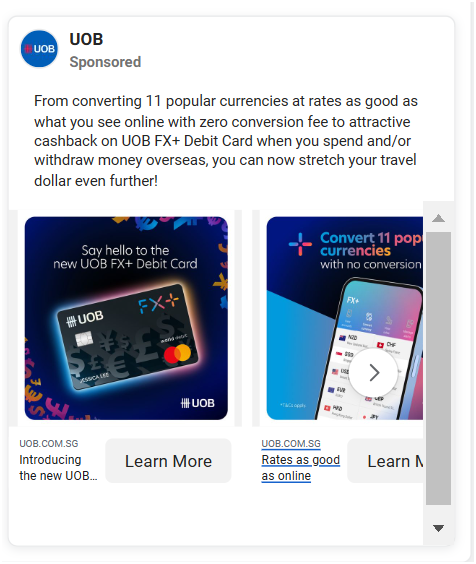 UOB
UOB
Sponsored
From converting 11 popular currencies at rates as good as
what you see online with zero conversion fee to attractive
cashback on UOB FX+ Debit Card when you spend and/or
withdraw money overseas, you can now stretch your travel
dollar even further!
Say hello to the
new UOB FX+ Debit Card
UOB
FX+
world debit
JESSICA LEE
UOB
Convert 11 pop
currencies
with no conversion
FX+
NZD
CHF
SGD
USD
EUR
HKD
JPY
UOB.COM.SG
Introducing
the new UOB...
Learn More
UOB.COM.SG
Rates as good
as online
Learn M